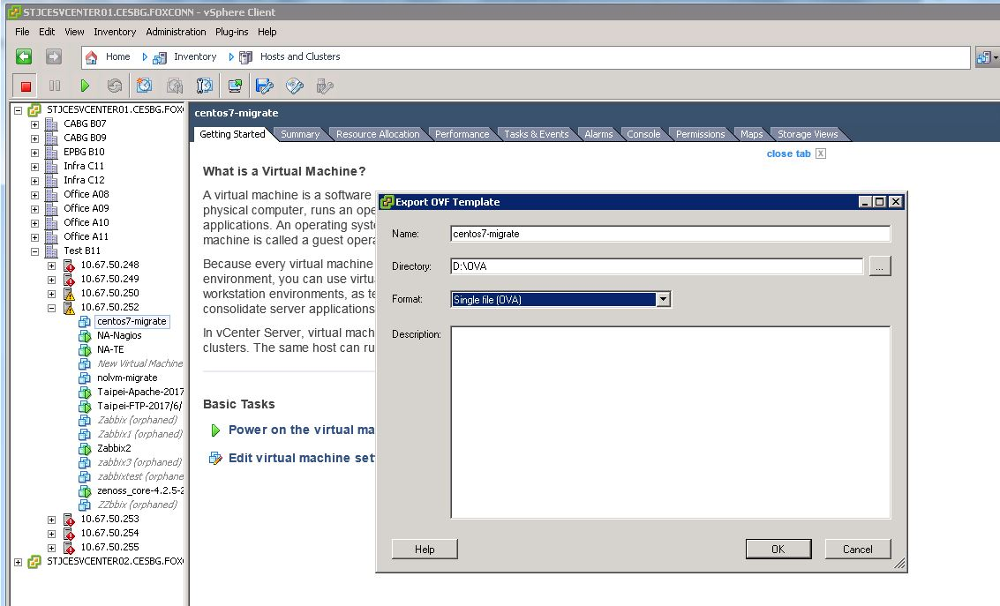 STJCESVCENTER01.CESBG.FOXCONN - vSphere Client
File Edit View Inventory Administration Plug-ins Help
Home Inventory Hosts and Clusters
STJCESVCENTER01.CESBG.FOX
CABG B07
CABG B09
EPBG B10
Infra C11
Infra C12
Office A08
Office A09
Office A10
Office A11
Test B11
10.67.50.248
10.67.50.249
10.67.50.250
10.67.50.252
centos7-migrate
NA-Nagios
NA-TE
New Virtual Machine
nolvm-migrate
Taipei-Apache-2017
Taipei-FTP-2017/6/
Zabbix (orphaned)
Zabbix1 (orphaned)
Zabbix2
zabbix3 (orphaned)
zabbixtest (orphaned)
zenoss_core-4.2.5-2
ZZbbix (orphaned)
10.67.50.253
10.67.50.254
10.67.50.255
STJCESVCENTER02.CESBG.FOX
centos7-migrate
Getting Started Summary Resource Allocation Performance Tasks & Events Alarms Console Permissions Maps Storage Views
close tab X
What is a Virtual Machine?
A virtual machine is a software
physical computer, runs an ope
applications. An operating syst
machine is called a guest opera
Because every virtual machine
environment, you can use virtu
workstation environments, as te
consolidate server applications
In vCenter Server, virtual mach
clusters. The same host can ru
Basic Tasks
Power on the virtual ma
Edit virtual machine set
Export OVF Template
Name: centos7-migrate
Directory: D:\OVA ...
Format: Single file (OVA)
Description:
Help OK Cancel